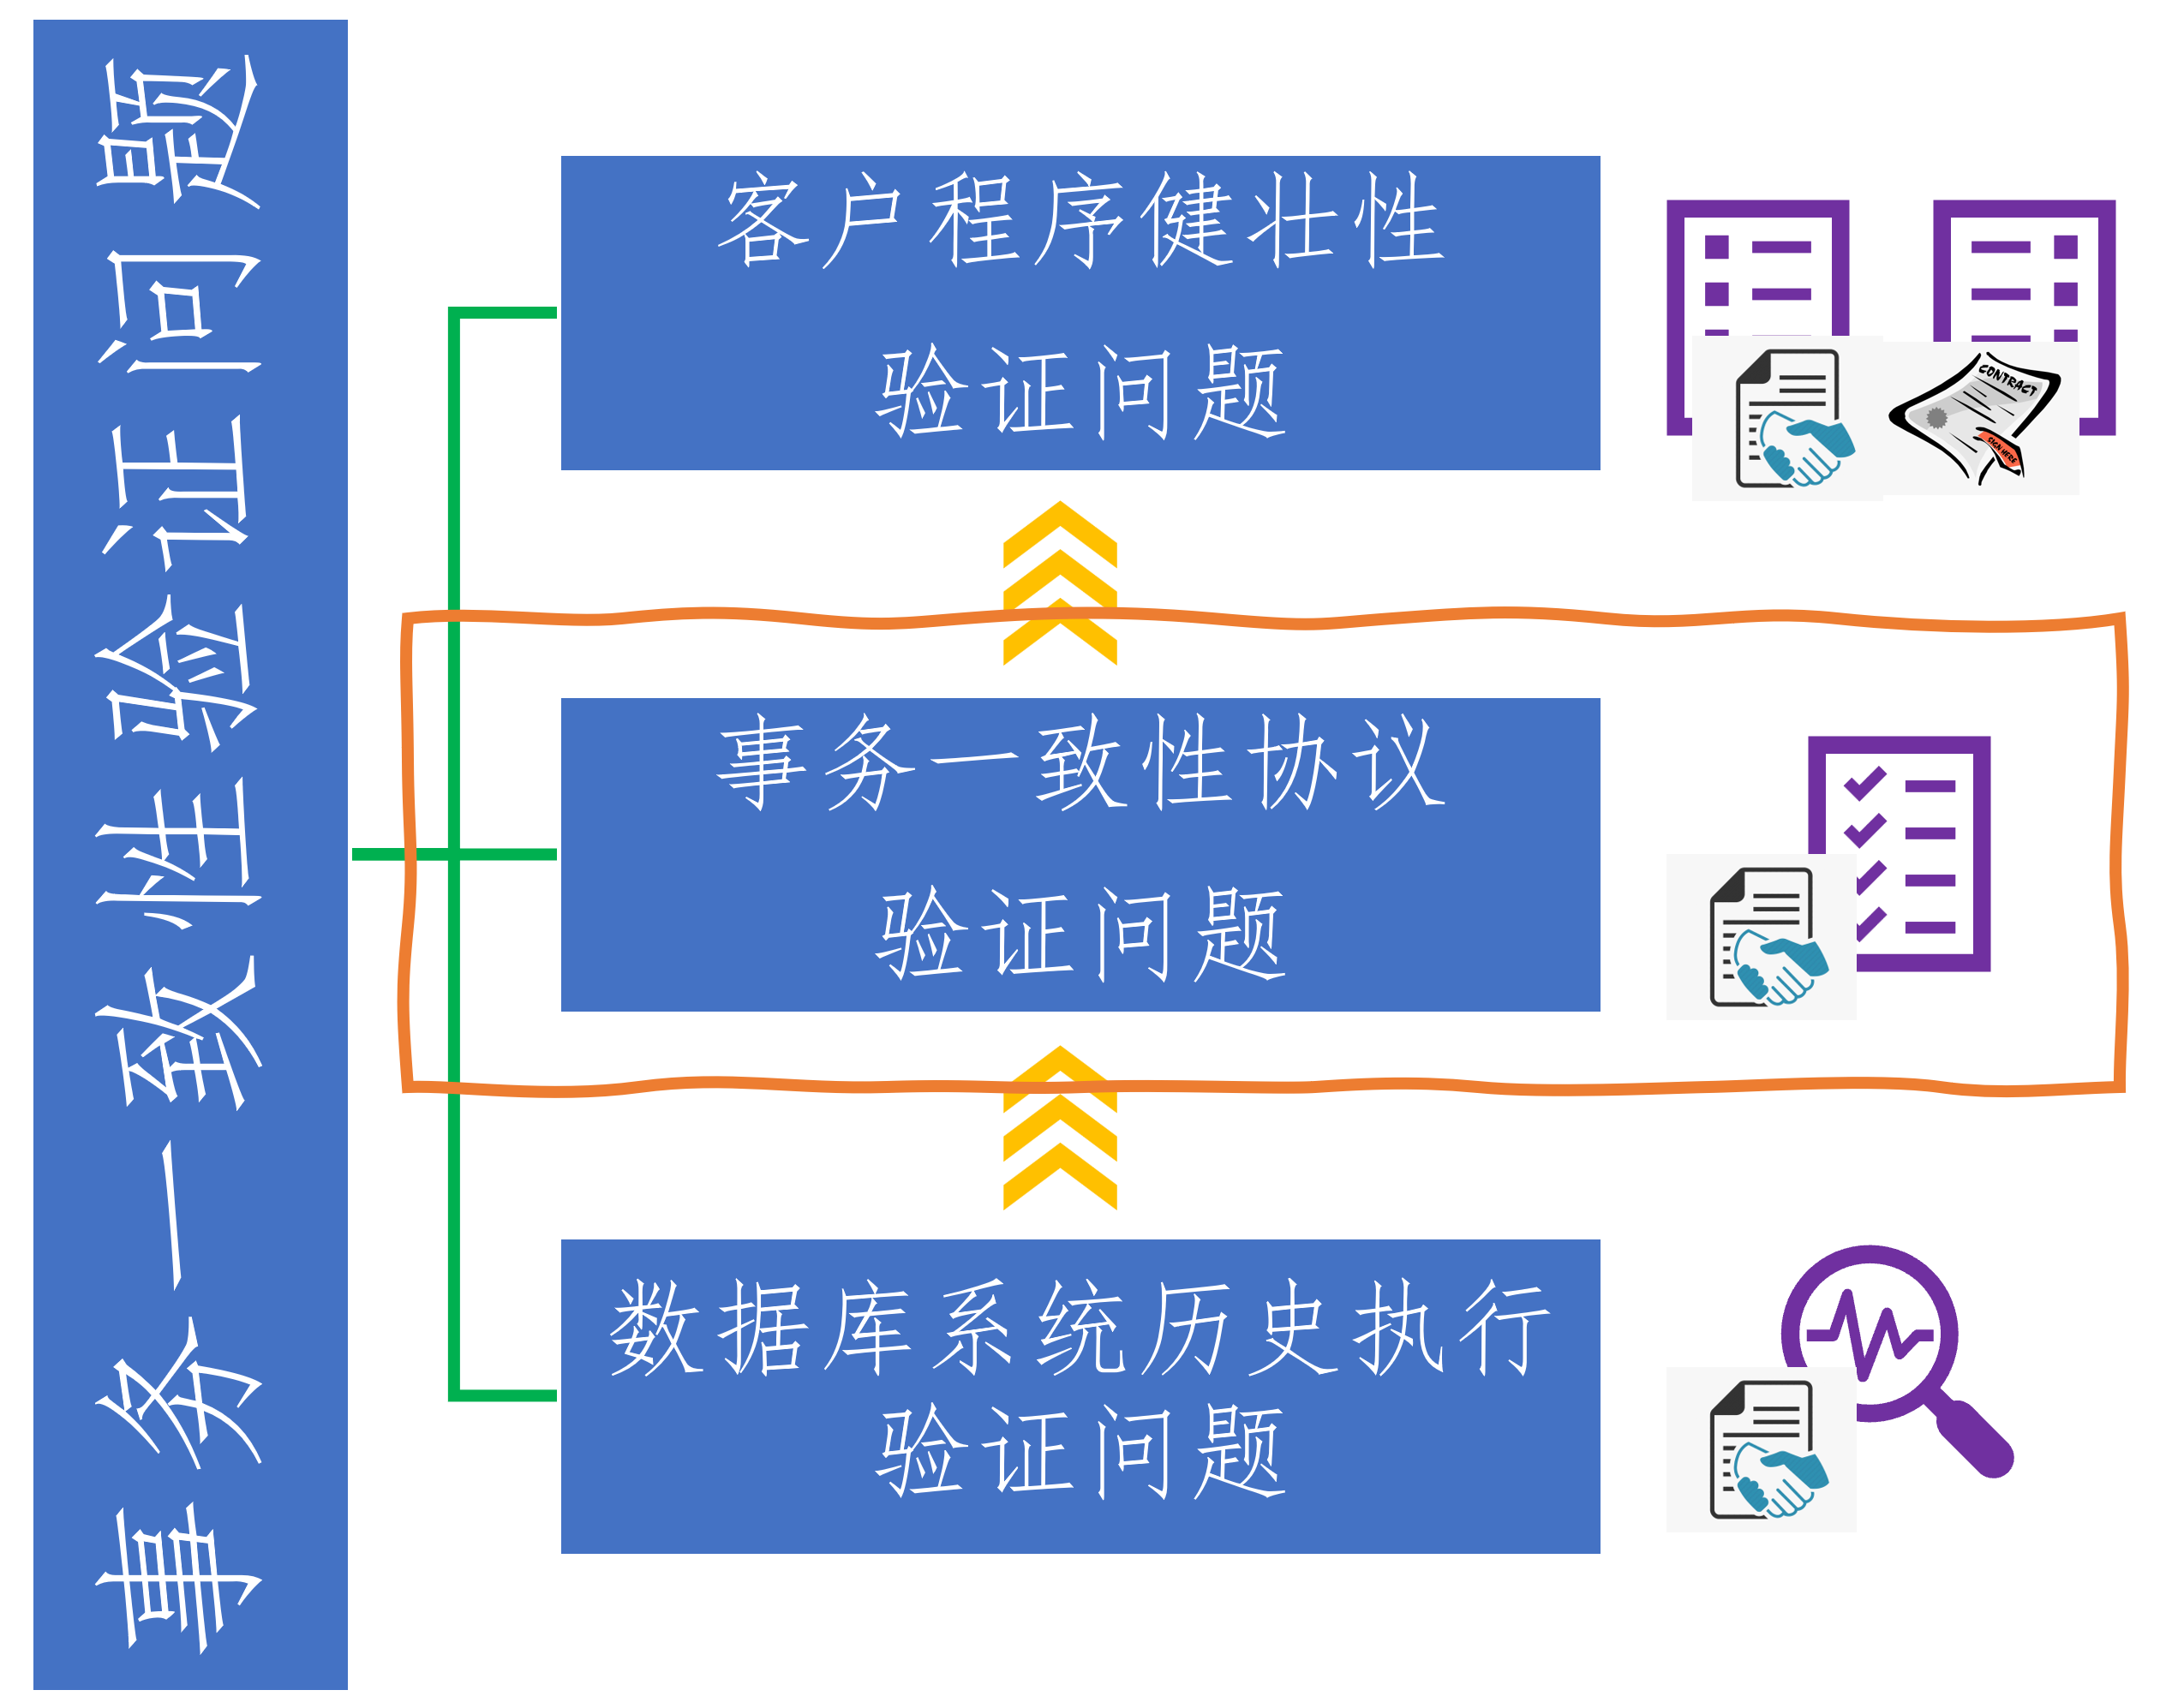 事务一致性验证问题
客户程序健壮性
验证问题
CONTRACT
SIGN HERE
事务一致性协议
验证问题
数据库系统历史执行
验证问题